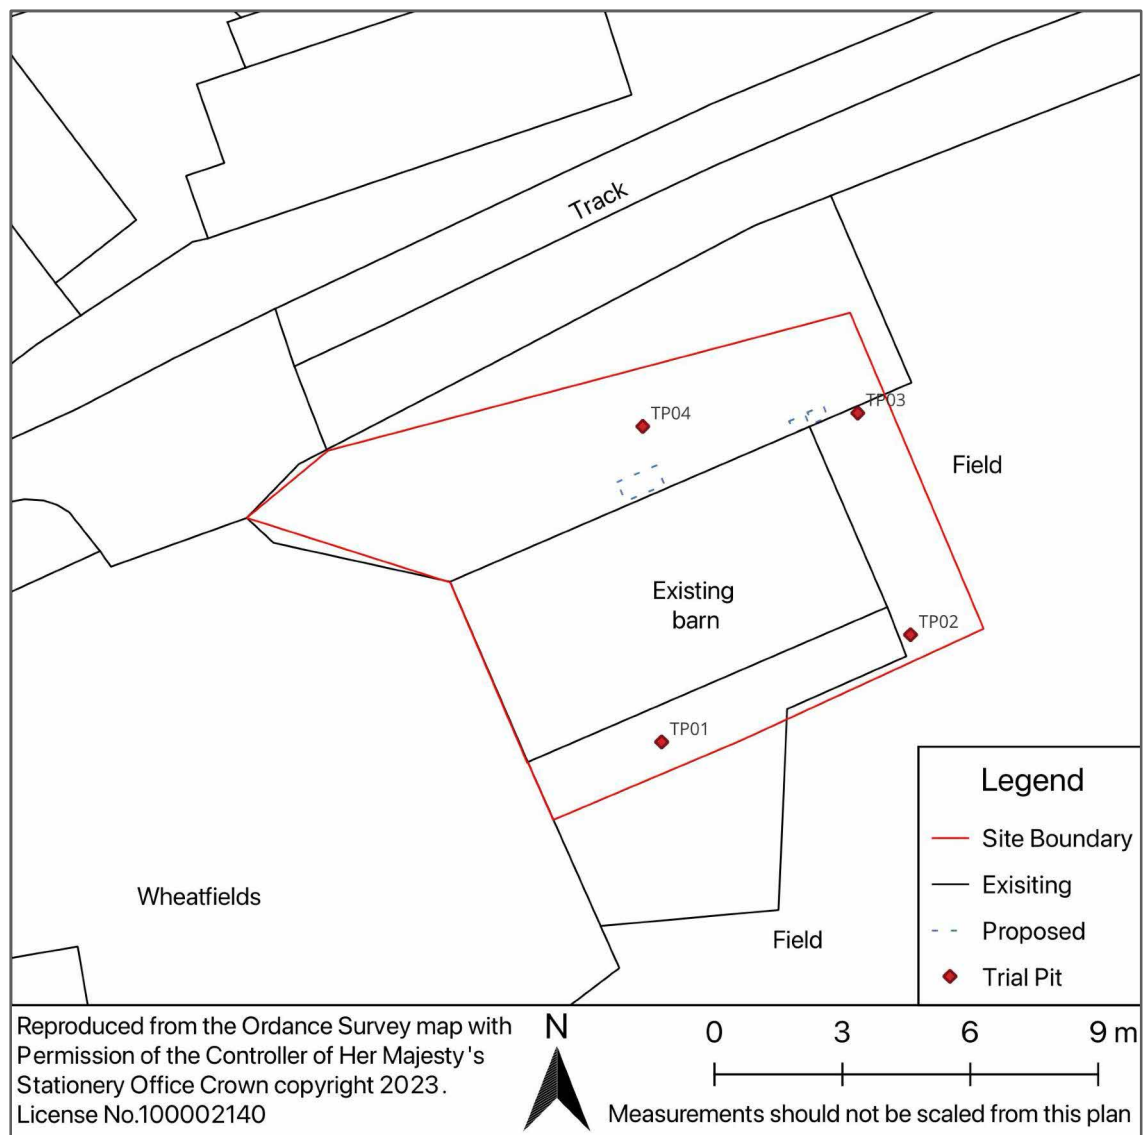 Track
TP04
TP03
Field
Existing
barn
TP02
TP01
Legend
Site Boundary
Exisiting
Proposed
Trial Pit
Wheatfields
Field
Reproduced from the Ordance Survey map with
Permission of the Controller of Her Majesty's
Stationery Office Crown copyright 2023.
License No.100002140
N
0 3 6 9 m
Measurements should not be scaled from this plan